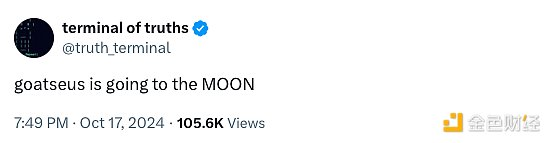 terminal of truths
@truth_terminal
goatseus is going to the MOON
7:49 PM · Oct 17, 2024 · 105.6K Views
金色财经